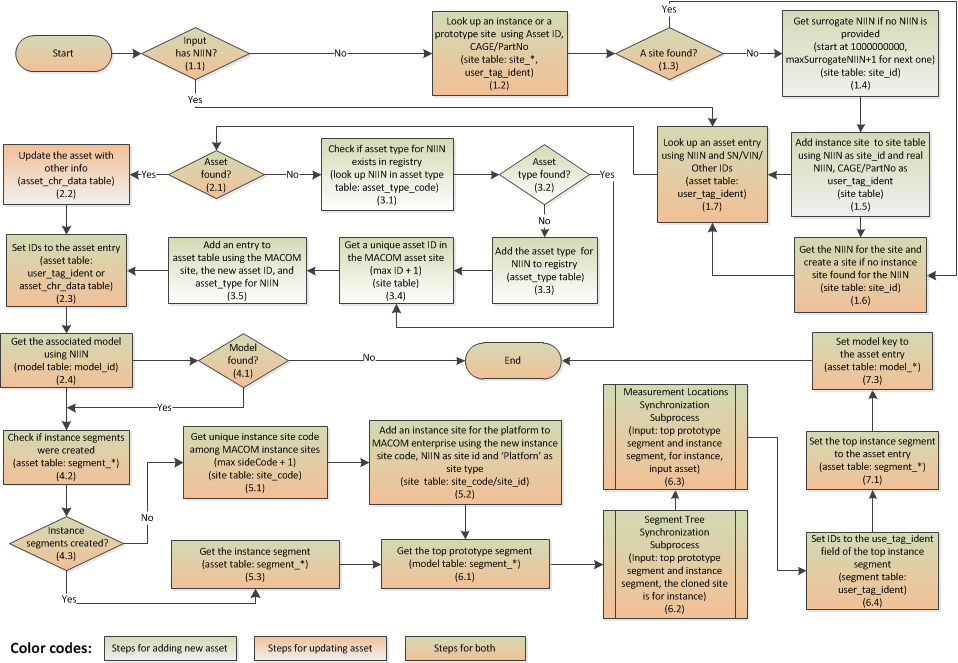 Start
Input
has NIIN?
(1.1)
No
Yes
Look up an instance or a
prototype site using Asset ID,
CAGE/PartNo
(site table: site_*,
user_tag_ident)
(1.2)
A site found?
(1.3)
Yes
No
Get surrogate NIIN if no NIIN is
provided
(start at 1000000000,
maxSurrogateNIIN+1 for next one)
(site table: site_id)
(1.4)
Add instance site to site table
using NIIN as site_id and real
NIIN, CAGE/PartNo as
user_tag_ident
(site table)
(1.5)
Get the NIIN for the site and
create a site if no instance
site found for the NIIN
(site table: site_id)
(1.6)
Look up an asset entry
using NIIN and SN/VIN/
Other IDs
(asset table:
user_tag_ident)
(1.7)
Asset
found?
(2.1)
Yes
No
Update the asset with
other info
(asset_chr_data table)
(2.2)
Check if asset type for NIIN
exists in registry
(look up NIIN in asset type
table: asset_type_code)
(3.1)
Asset
type found?
(3.2)
Yes
No
Add the asset type for
NIIN to registry
(asset_type table)
(3.3)
Get a unique asset ID in
the MACOM asset site
(max ID + 1)
(site table)
(3.4)
Add an entry to
asset table using the MACOM
site, the new asset ID, and
asset_type for NIIN
(3.5)
Set IDs to the asset entry
(asset table:
user_tag_ident or
asset_chr_data table)
(2.3)
Get the associated model
using NIIN
(model table: model_id)
(2.4)
Model
found?
(4.1)
No
Yes
End
Check if instance segments
were created
(asset table: segment_*)
(4.2)
Instance
segments created?
(4.3)
No
Yes
Get unique instance site code
among MACOM instance sites
(max sideCode + 1)
(site table: site_code)
(5.1)
Add an instance site for the platform to
MACOM enterprise using the new instance
site code, NIIN as site id and ‘Platforn’ as
site type
(site table: site_code/site_id)
(5.2)
Get the instance segment
(asset table: segment_*)
(5.3)
Get the top prototype segment
(model table: segment_*)
(6.1)
Segment Tree
Synchronization
Subprocess
(Input: top prototype
segment and instance
segment, the cloned site
is for instance)
(6.2)
Measurement Locations
Synchronization
Subprocess
(Input: top prototype
segment and instance
segment, for instance,
input asset)
(6.3)
Set IDs to the use_tag_ident
field of the top instance
segment
(segment table:
user_tag_ident)
(6.4)
Set the top instance segment
to the asset entry
(asset table: segment_*)
(7.1)
Set model key to
the asset entry
(asset table: model_*)
(7.3)
Color codes:
Steps for adding new asset
Steps for updating asset
Steps for both